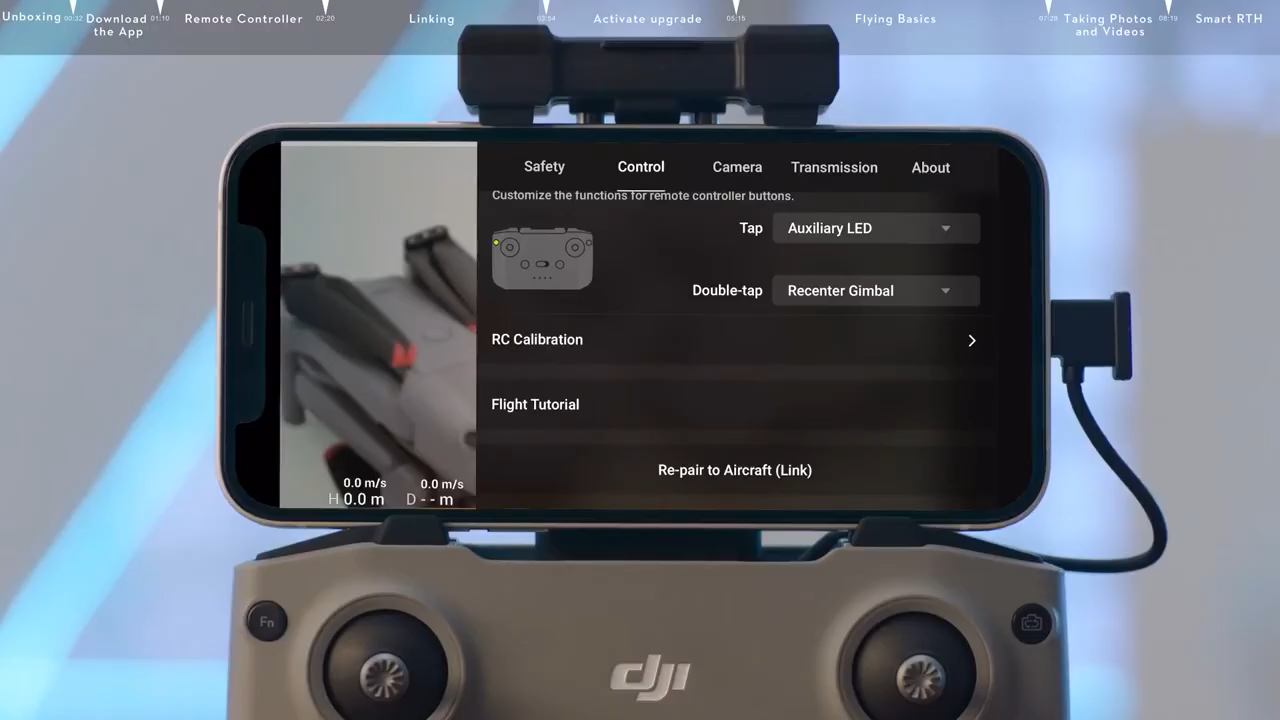 Unboxing 00:32 Download
the App 01:10 Remote Controller 02:20 Linking 03:54 Activate upgrade 05:15 Flying Basics 07:28 Taking Photos
and Videos 08:19 Smart RTH
Safety Control Camera Transmission About
Customize the functions for remote controller buttons.
Tap Auxiliary LED
Double-tap Recenter Gimbal
RC Calibration
Flight Tutorial
Re-pair to Aircraft (Link)
0.0 m/s 0.0 m/s
H 0.0 m D - - m
Fn
dji